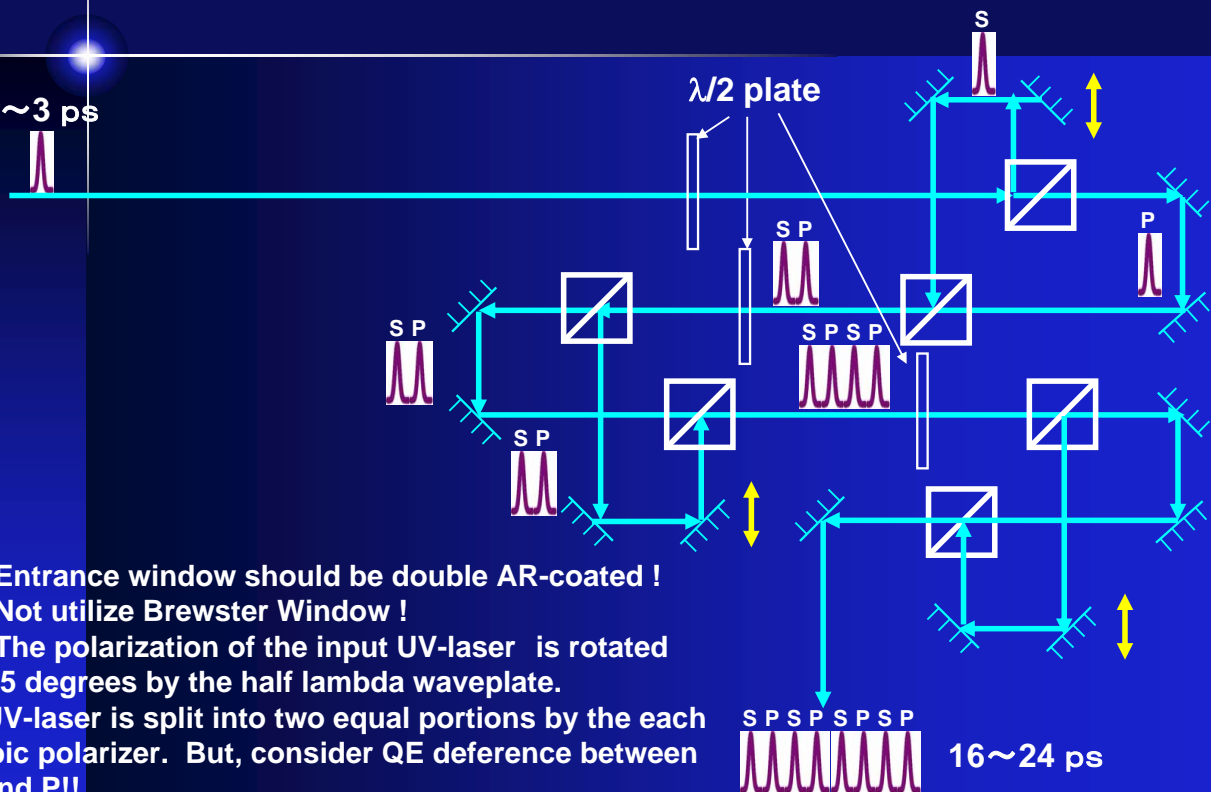 S
λ/2 plate
~3 ps
P
S P
S P
S P S P
S P
Entrance window should be double AR-coated !
Not utilize Brewster Window !
The polarization of the input UV-laser is rotated
5 degrees by the half lambda waveplate.
UV-laser is split into two equal portions by the each
bic polarizer. But, consider QE deference between
nd P!!
S P S P S P S P
16~24 ps